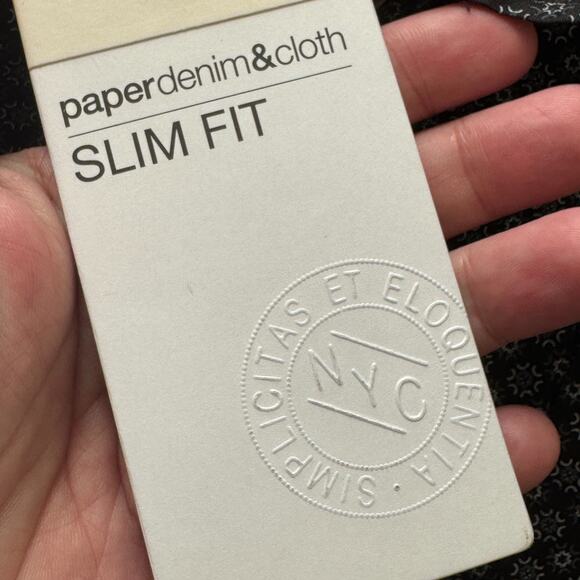 paperdenim&cloth
SLIM FIT
SIMPLICITAS ET ELOQUENTIA ·
NYC